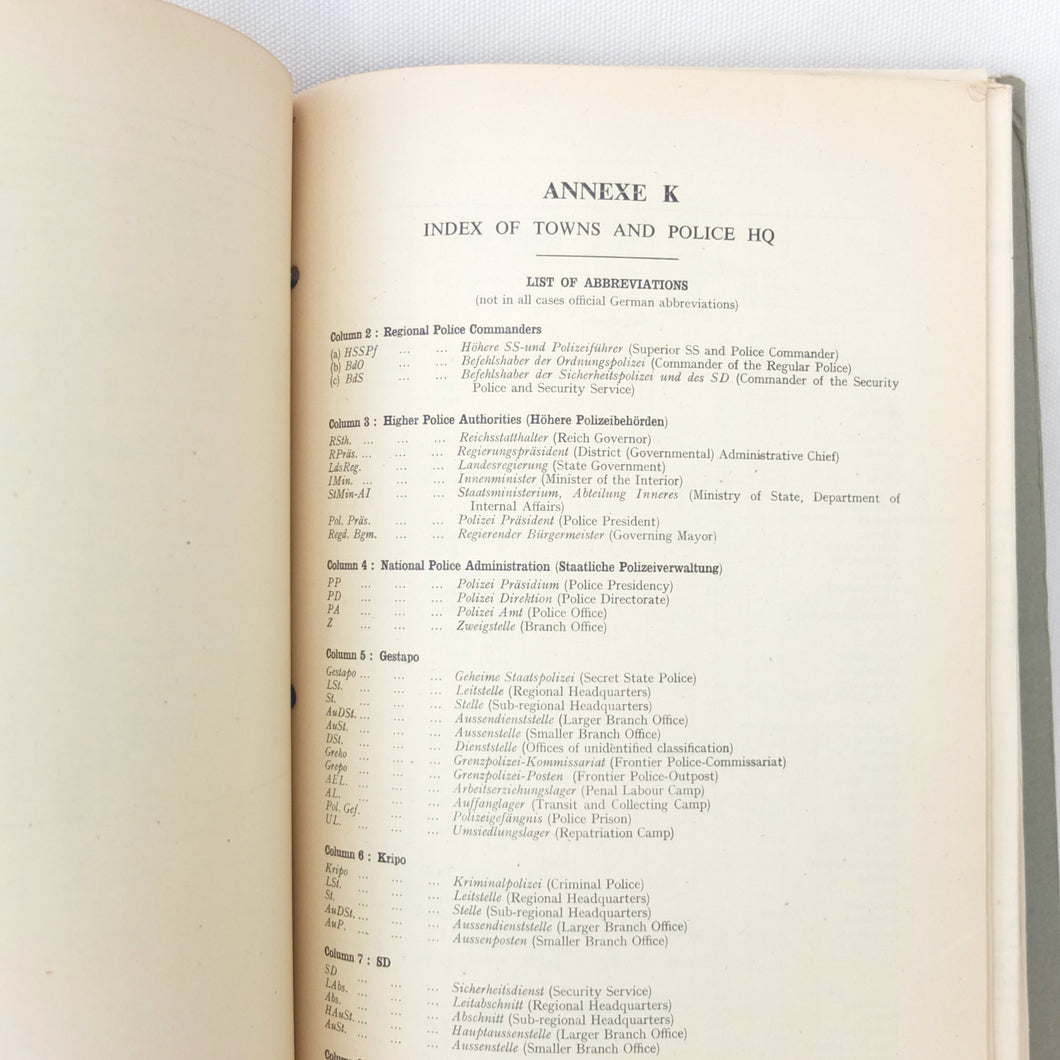 ANNEXE K
INDEX OF TOWNS AND POLICE HQ
LIST OF ABBREVIATIONS
(not in all cases official German abbreviations)
Column 2 : Regional Police Commanders
(a) HSSPf ... ... Höhere SS-und Polizeiführer (Superior SS and Police Commander)
(b) BdO ... ... Befehlshaber der Ordnungspolizei (Commander of the Regular Police)
(c) BdS ... ... Befehlshaber der Sicherheitspolizei und des SD (Commander of the Security
Police and Security Service)
Column 3 : Higher Police Authorities (Höhere Polizeibehörden)
RSth. ... ... ... Reichsstatthalter (Reich Governor)
RPräs. ... ... ... Regierungspräsident (District (Governmental) Administrative Chief)
LdsReg. ... ... Landesregierung (State Government)
IMin. ... ... ... Innenminister (Minister of the Interior)
StMin-AI ... ... Staatsministerium, Abteilung Inneres (Ministry of State, Department of
Internal Affairs)
Pol. Präs. ... ... Polizei Präsident (Police President)
Regd. Bgm. ... ... Regierender Bürgermeister (Governing Mayor)
Column 4 : National Police Administration (Staatliche Polizeiverwaltung)
PP ... ... ... Polizei Präsidium (Police Presidency)
PD ... ... ... Polizei Direktion (Police Directorate)
PA ... ... ... Polizei Amt (Police Office)
Z ... ... ... Zweigstelle (Branch Office)
Column 5 : Gestapo
Gestapo ... ... ... Geheime Staatspolizei (Secret State Police)
LSt. ... ... ... Leitstelle (Regional Headquarters)
St. ... ... ... Stelle (Sub-regional Headquarters)
AuDSt. ... ... ... Aussendienststelle (Larger Branch Office)
AuSt. ... ... ... Aussenstelle (Smaller Branch Office)
DSt. ... ... ... Dienststelle (Offices of unidentified classification)
Greko ... ... ... Grenzpolizei-Kommissariat (Frontier Police-Commissariat)
Grepo ... ... ... Grenzpolizei-Posten (Frontier Police-Outpost)
AEL. ... ... ... Arbeitserziehungslager (Penal Labour Camp)
AL. ... ... ... Auffanglager (Transit and Collecting Camp)
Pol. Gef. ... ... ... Polizeigefängnis (Police Prison)
UL. ... ... ... Umsiedlungslager (Repatriation Camp)
Column 6 : Kripo
Kripo ... ... ... Kriminalpolizei (Criminal Police)
LSt. ... ... ... Leitstelle (Regional Headquarters)
St. ... ... ... Stelle (Sub-regional Headquarters)
AuDSt. ... ... ... Aussendienststelle (Larger Branch Office)
AuP. ... ... ... Aussenposten (Smaller Branch Office)
Column 7 : SD
SD ... ... ... Sicherheitsdienst (Security Service)
LAbs. ... ... ... Leitabschnitt (Regional Headquarters)
Abs. ... ... ... Abschnitt (Sub-regional Headquarters)
HAuSt. ... ... ... Hauptaussenstelle (Larger Branch Office)
AuSt. ... ... ... Aussenstelle (Smaller Branch Office)